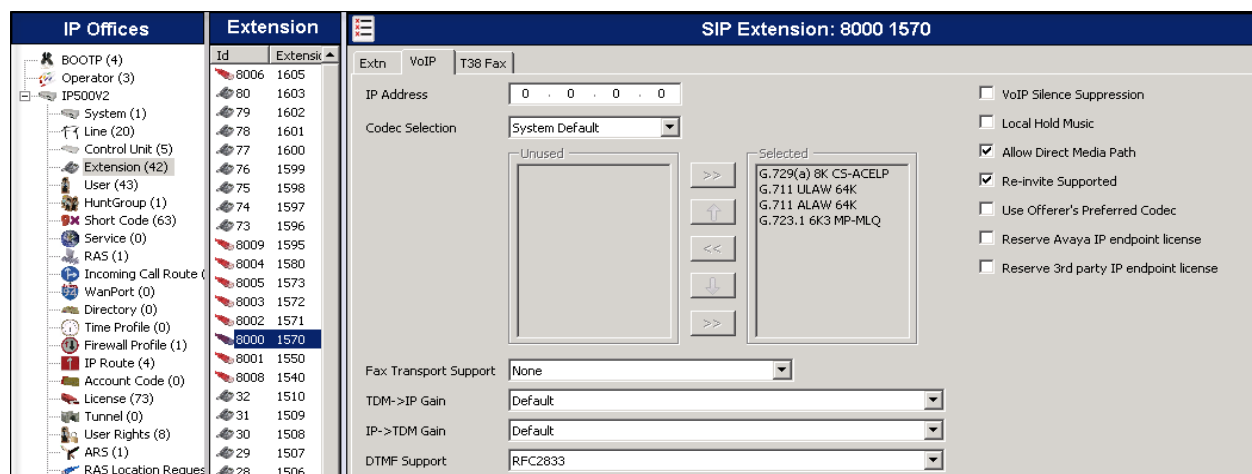 IP Offices
BOOTP (4)
Operator (3)
IP500V2
System (1)
Line (20)
Control Unit (5)
Extension (42)
User (43)
HuntGroup (1)
Short Code (63)
Service (0)
RAS (1)
Incoming Call Route (
WanPort (0)
Directory (0)
Time Profile (0)
Firewall Profile (1)
IP Route (4)
Account Code (0)
License (73)
Tunnel (0)
User Rights (8)
ARS (1)
RAS Location Reques
Extension
Id Extensic
8006 1605
80 1603
79 1602
78 1601
77 1600
76 1599
75 1598
74 1597
73 1596
8009 1595
8004 1580
8005 1573
8003 1572
8002 1571
8000 1570
8001 1550
8008 1540
32 1510
31 1509
30 1508
29 1507
28 1506
SIP Extension: 8000 1570
Extn VoIP T38 Fax
IP Address 0 . 0 . 0 . 0
Codec Selection System Default
Unused
>>
<<
>>
Selected
G.729(a) 8K CS-ACELP
G.711 ULAW 64K
G.711 ALAW 64K
G.723.1 6K3 MP-MLQ
Fax Transport Support None
TDM->IP Gain Default
IP->TDM Gain Default
DTMF Support RFC2833
VoIP Silence Suppression
Local Hold Music
Allow Direct Media Path
Re-invite Supported
Use Offerer's Preferred Codec
Reserve Avaya IP endpoint license
Reserve 3rd party IP endpoint license